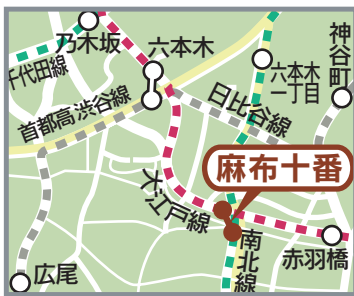 乃木坂
六本木
神谷町
千代田線
六本木
一丁目
首都高渋谷線
日比谷線
麻布十番
大江戸線
南北線
赤羽橋
広尾